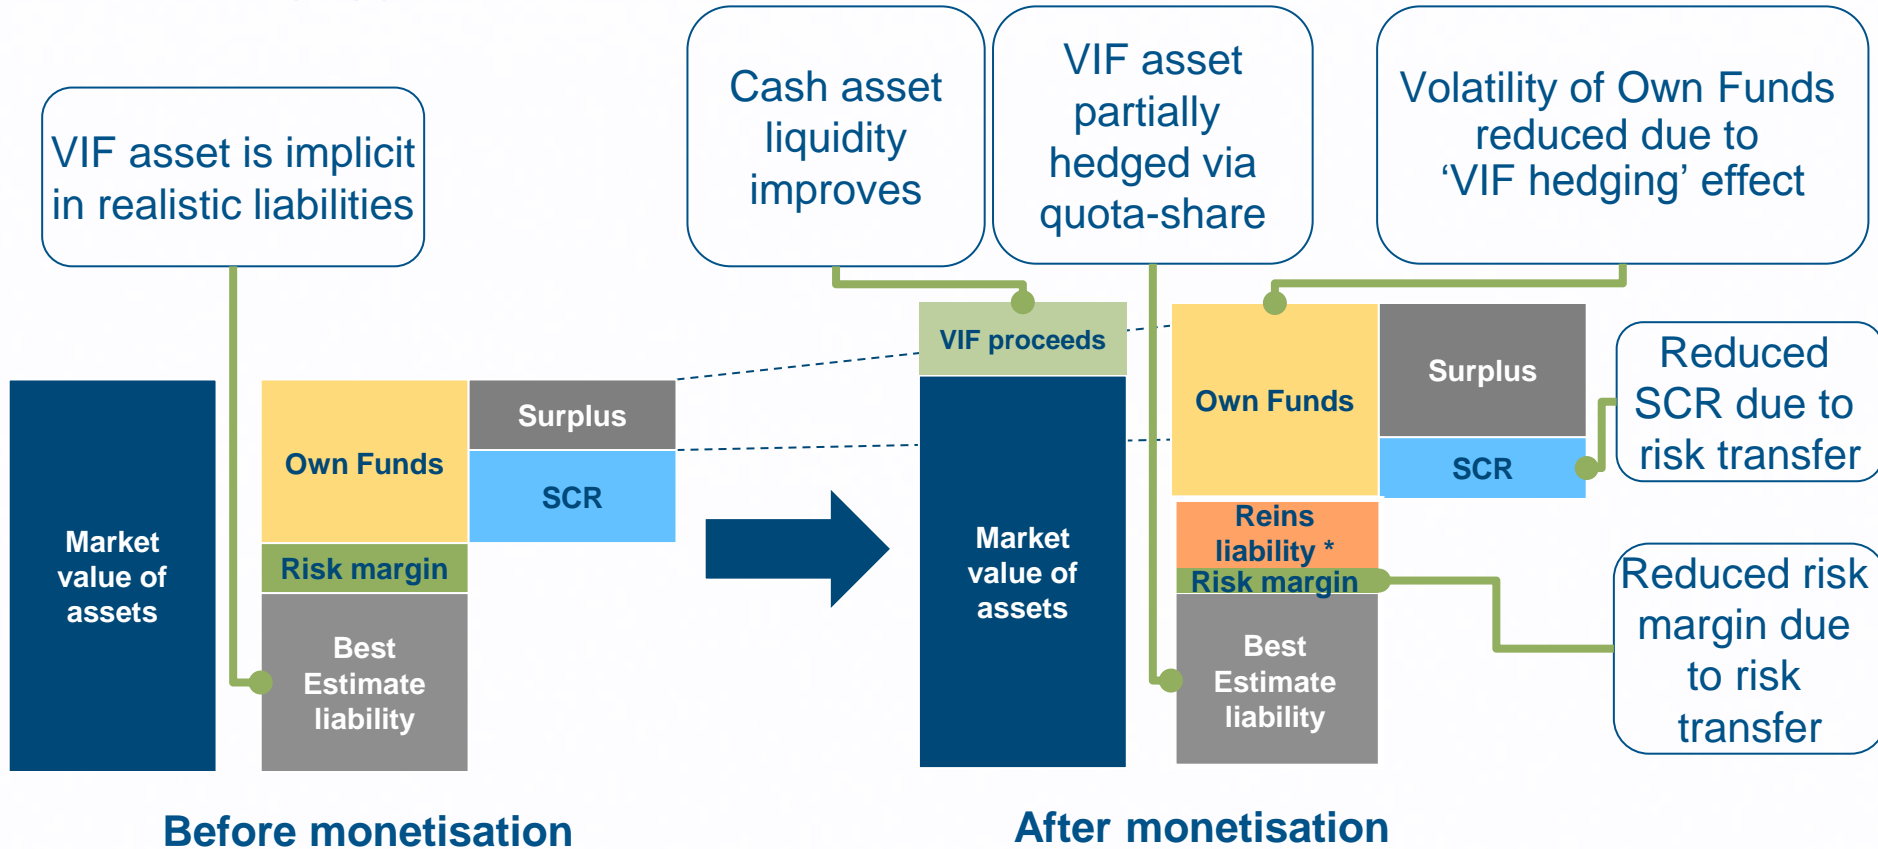 VIF asset is implicit
in realistic liabilities
Cash asset
liquidity
improves
VIF asset
partially
hedged via
quota-share
Volatility of Own Funds
reduced due to
‘VIF hedging’ effect
Market
value of
assets
Own Funds
Risk margin
Best
Estimate
liability
Surplus
SCR
VIF proceeds
Market
value of
assets
Own Funds
Reins
liability *
Risk margin
Best
Estimate
liability
Surplus
SCR
Reduced
SCR due to
risk transfer
Reduced risk
margin due
to risk
transfer
Before monetisation
After monetisation